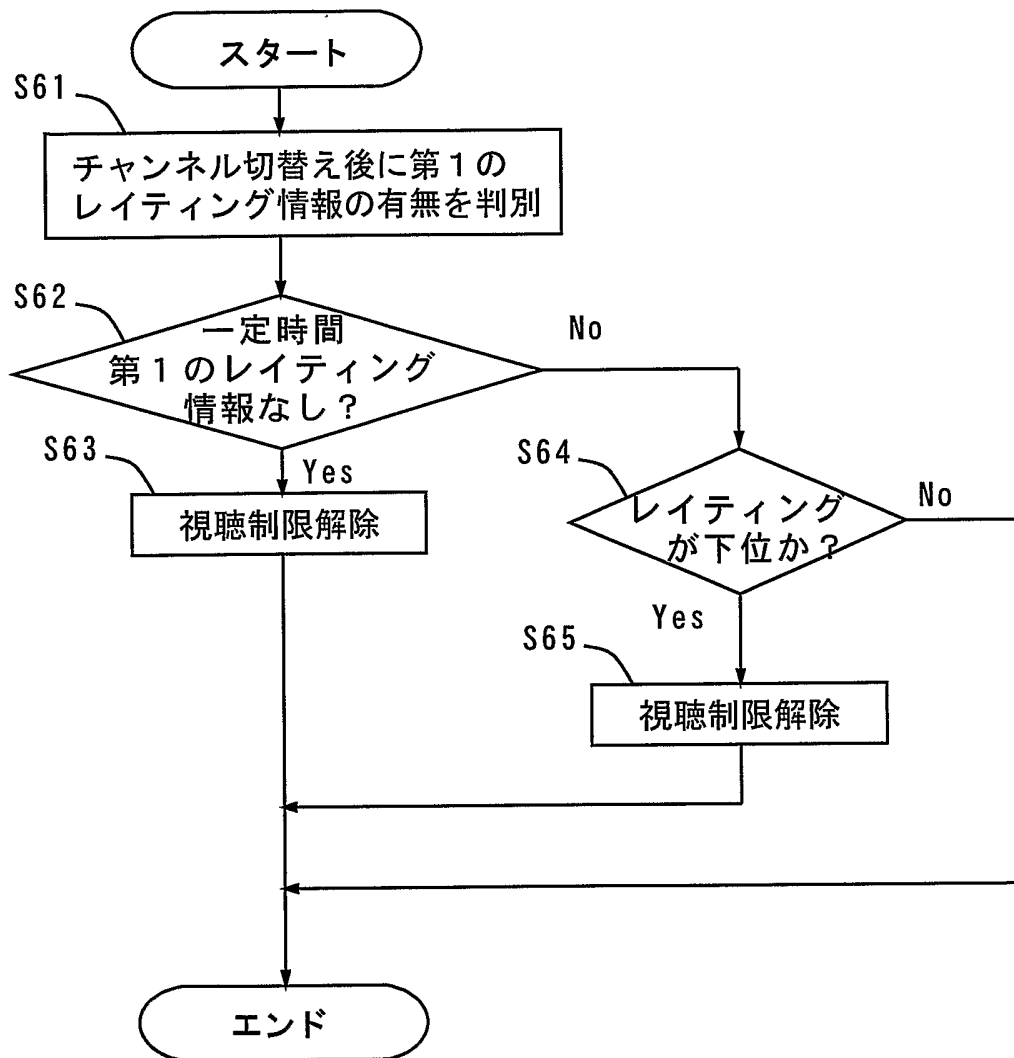 スタート
S61
チャンネル切替え後に第１の
レイティング情報の有無を判別
S62
一定時間
第１のレイティング
情報なし？
No
S63
Yes
視聴制限解除
S64
レイティング
が下位か？
No
Yes
S65
視聴制限解除
エンド